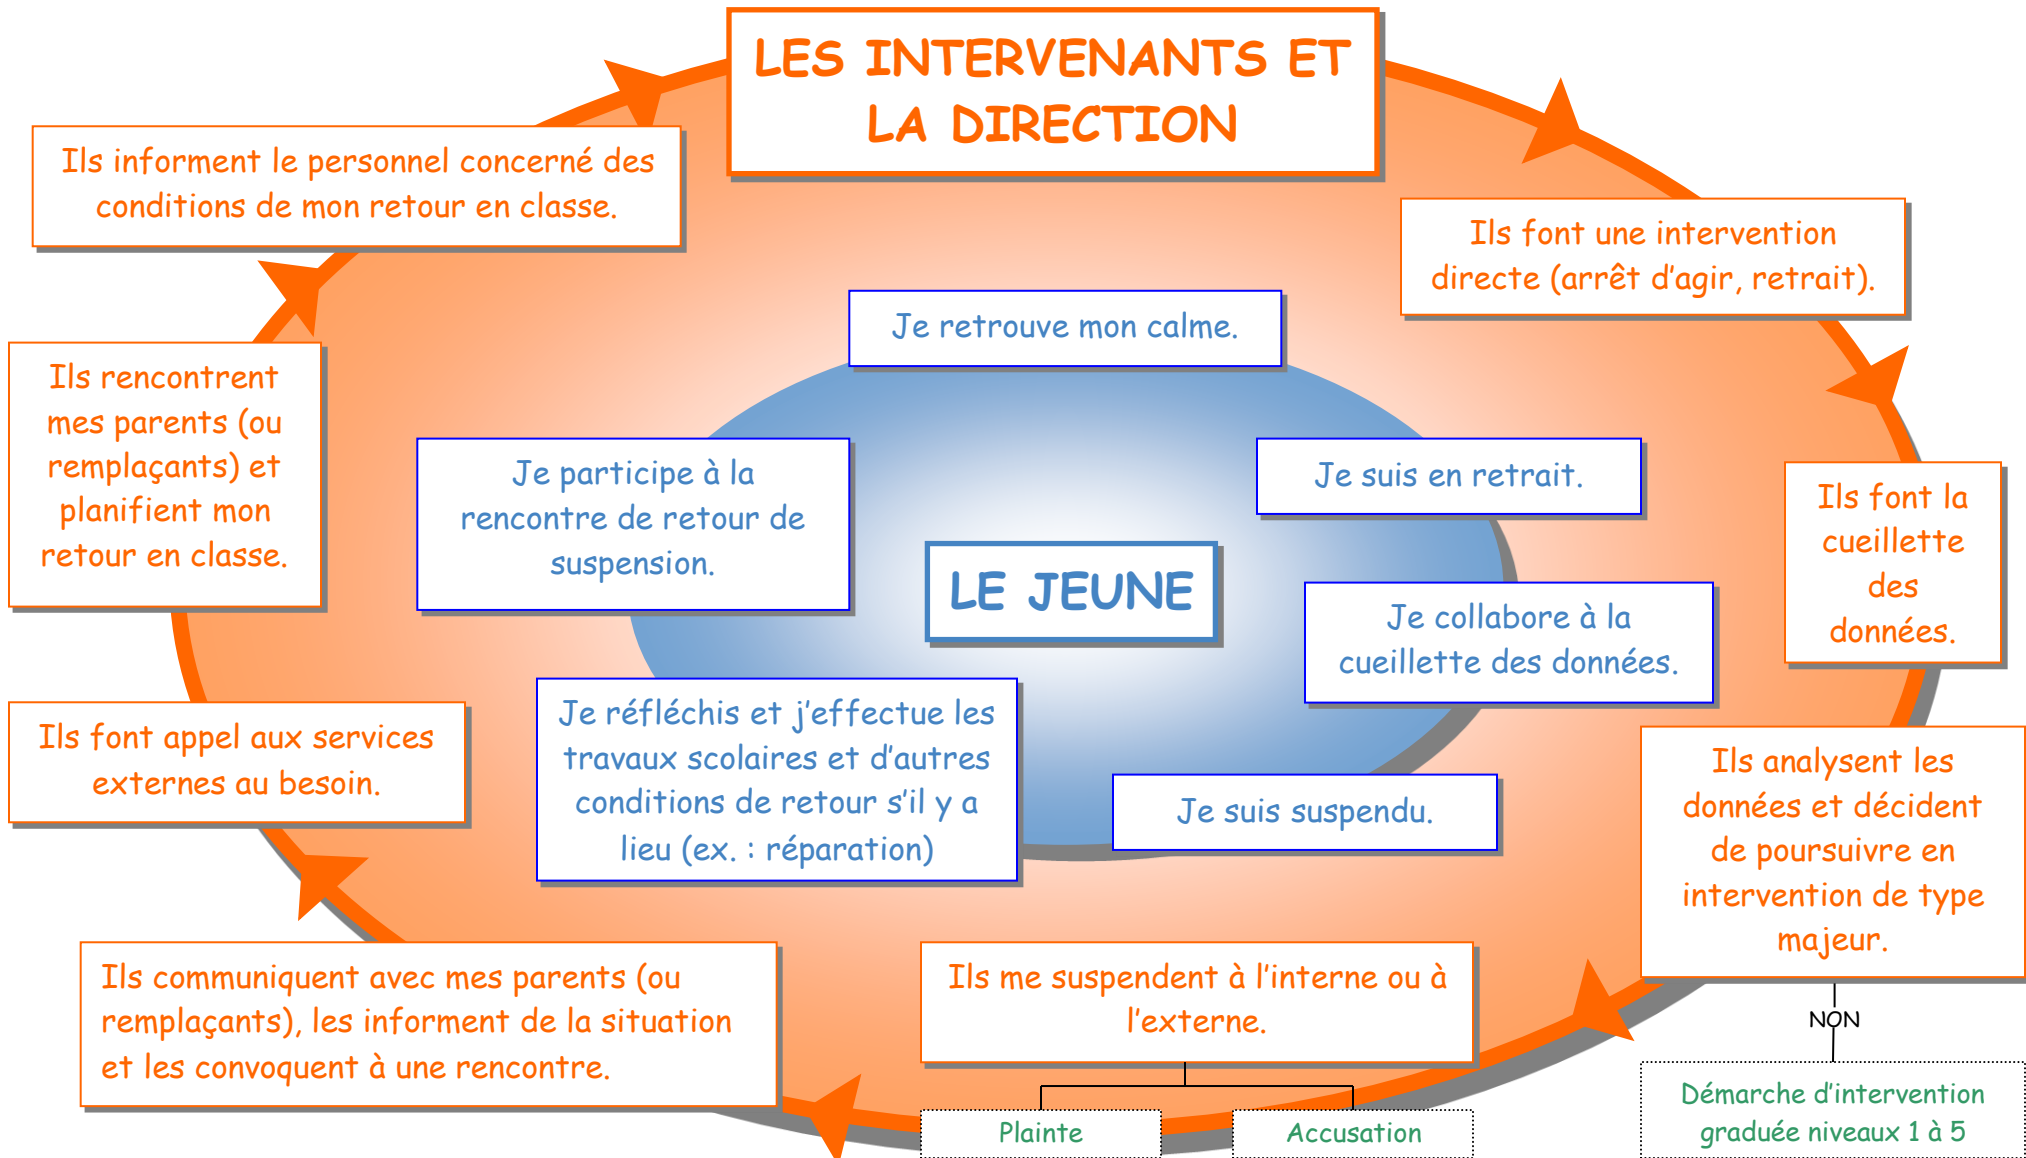 LES INTERVENANTS ET
LA DIRECTION
Ils informent le personnel concerné des
conditions de mon retour en classe.
Ils font une intervention
directe (arrêt d’agir, retrait).
Je retrouve mon calme.
Ils rencontrent
mes parents (ou
remplaçants) et
planifient mon
retour en classe.
Je participe à la
rencontre de retour de
suspension.
Je suis en retrait.
Ils font la
cueillette
des
données.
LE JEUNE
Je collabore à la
cueillette des données.
Ils font appel aux services
externes au besoin.
Je réfléchis et j’effectue les
travaux scolaires et d’autres
conditions de retour s’il y a
lieu (ex. : réparation)
Je suis suspendu.
Ils analysent les
données et décident
de poursuivre en
intervention de type
majeur.
Ils communiquent avec mes parents (ou
remplaçants), les informent de la situation
et les convoquent à une rencontre.
Ils me suspendent à l’interne ou à
l’externe.
NON
Plainte
Accusation
Démarche d’intervention
graduée niveaux 1 à 5